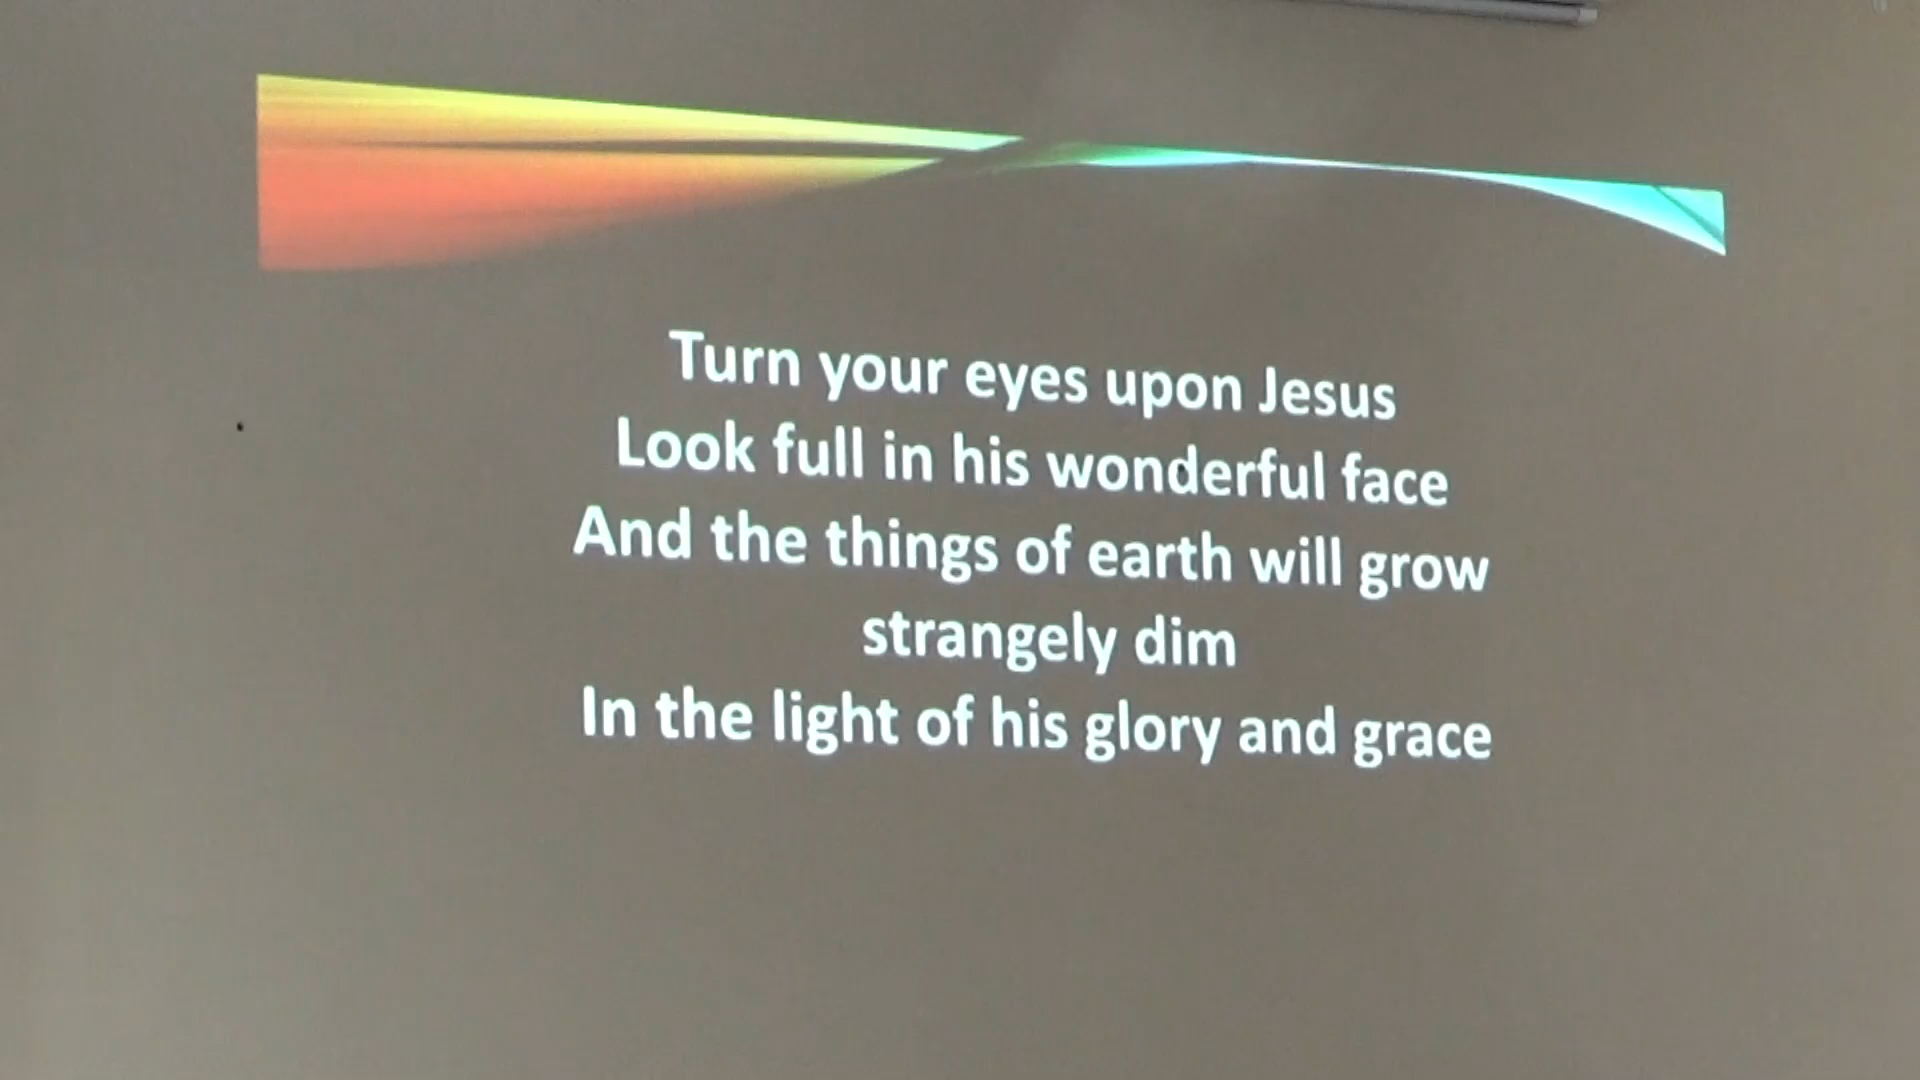 Turn your eyes upon Jesus
Look full in his wonderful face
And the things of earth will grow
strangely dim
In the light of his glory and grace